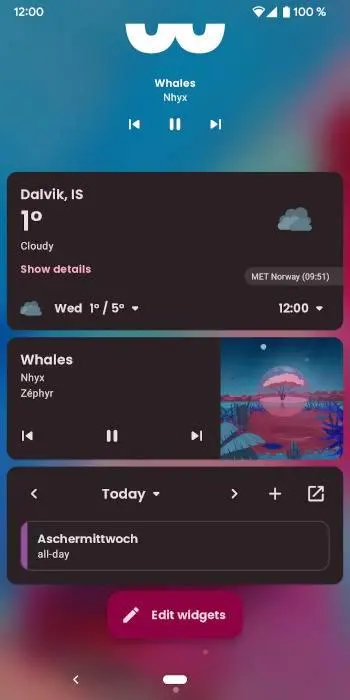 12:00
100 %
Whales
Nhyx
Dalvik, IS
1°
Cloudy
Show details
MET Norway (09:51)
Wed 1° / 5°
12:00
Whales
Nhyx
Zéphyr
Today
Aschermittwoch
all-day
Edit widgets